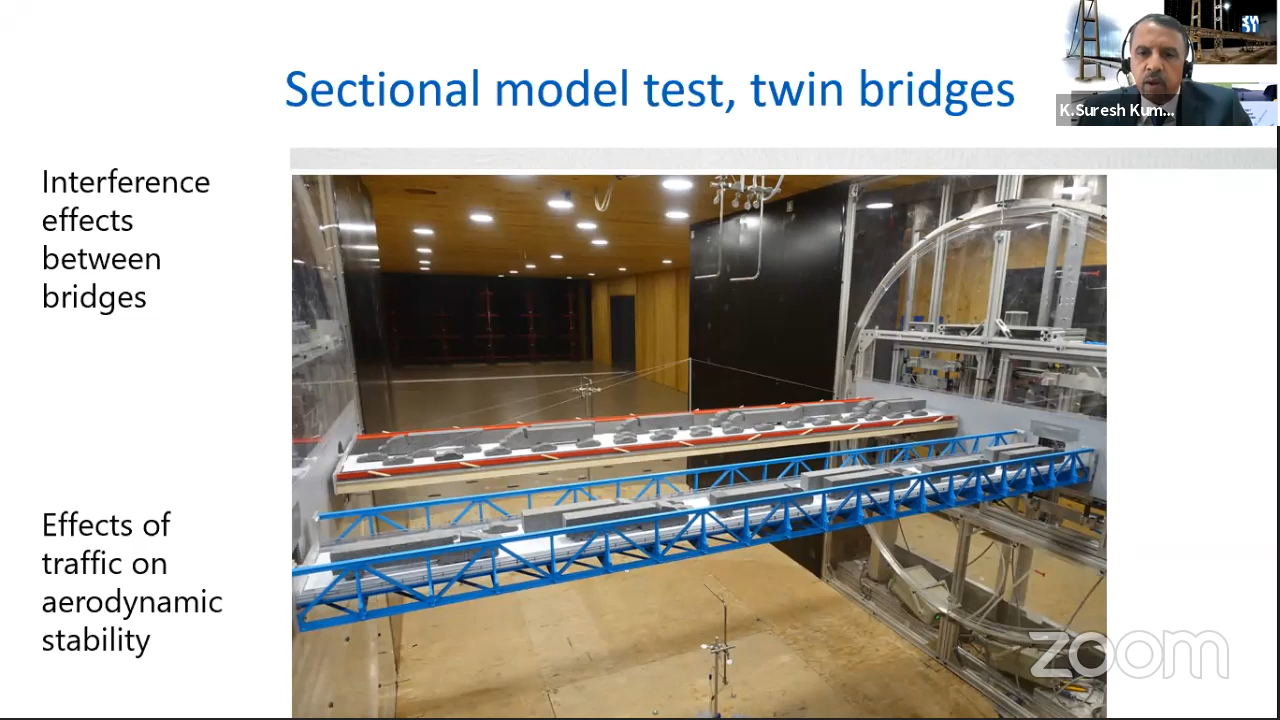 Sectional model test, twin bridges
K.Suresh Kum...
Interference
effects
between
bridges
Effects of
traffic on
aerodynamic
stability
zoom